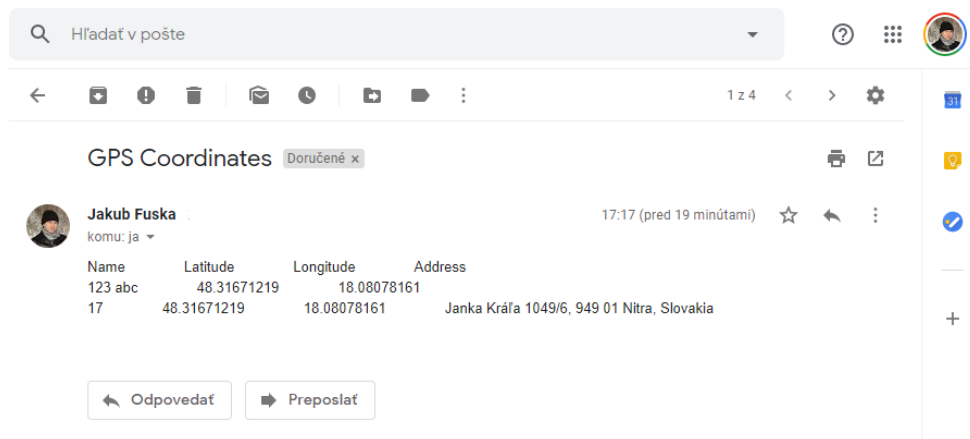 Hľadať v pošte
1 z 4
31
GPS Coordinates Doručené ×
Jakub Fuska 17:17 (pred 19 minútami)
komu: ja
Name Latitude Longitude Address
123 abc 48.31671219 18.08078161
17 48.31671219 18.08078161 Janka Kráľa 1049/6, 949 01 Nitra, Slovakia
Odpovedať Preposlať